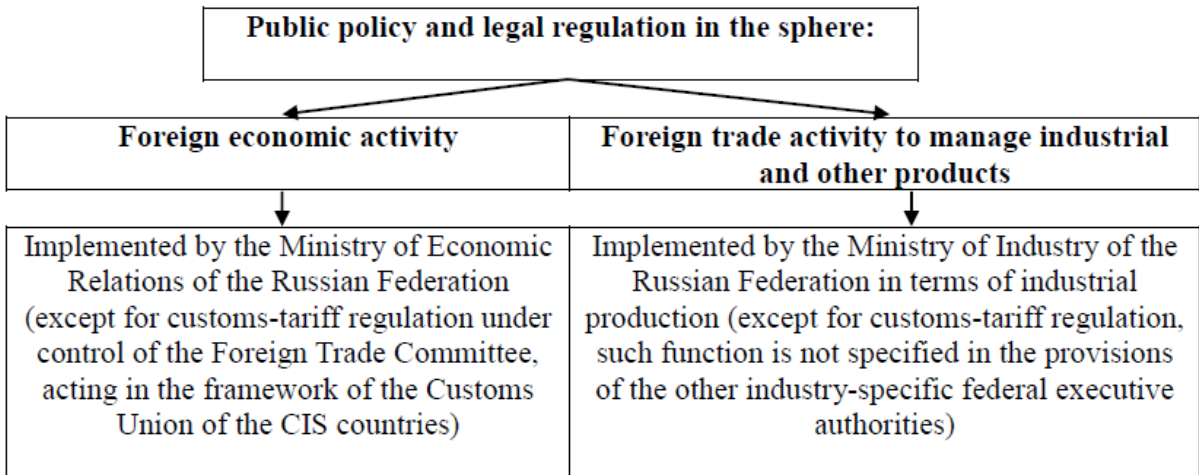 Public policy and legal regulation in the sphere:
Foreign economic activity
Foreign trade activity to manage industrial
and other products
Implemented by the Ministry of Economic
Relations of the Russian Federation
(except for customs-tariff regulation under
control of the Foreign Trade Committee,
acting in the framework of the Customs
Union of the CIS countries)
Implemented by the Ministry of Industry of the
Russian Federation in terms of industrial
production (except for customs-tariff regulation,
such function is not specified in the provisions
of the other industry-specific federal executive
authorities)